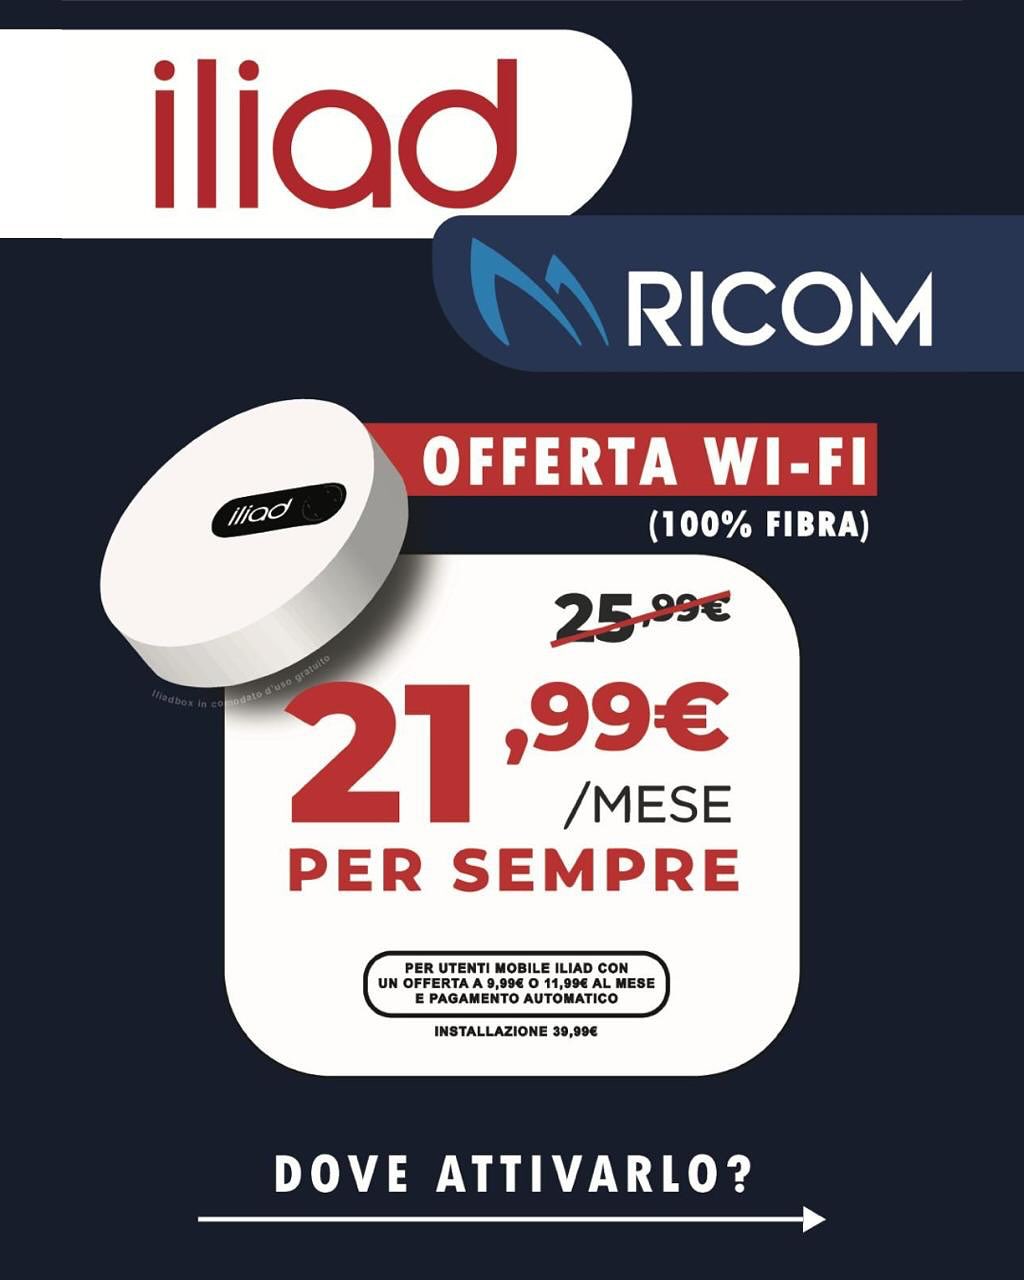 iliad
RICOM
OFFERTA WI-FI
(100% FIBRA)
iliad
Iliadbox in comodato d'uso gratuito
25,99€
21,99€
/MESE
PER SEMPRE
PER UTENTI MOBILE ILIAD CON
UN OFFERTA A 9,99€ O 11,99€ AL MESE
E PAGAMENTO AUTOMATICO
INSTALLAZIONE 39,99€
DOVE ATTIVARLO?